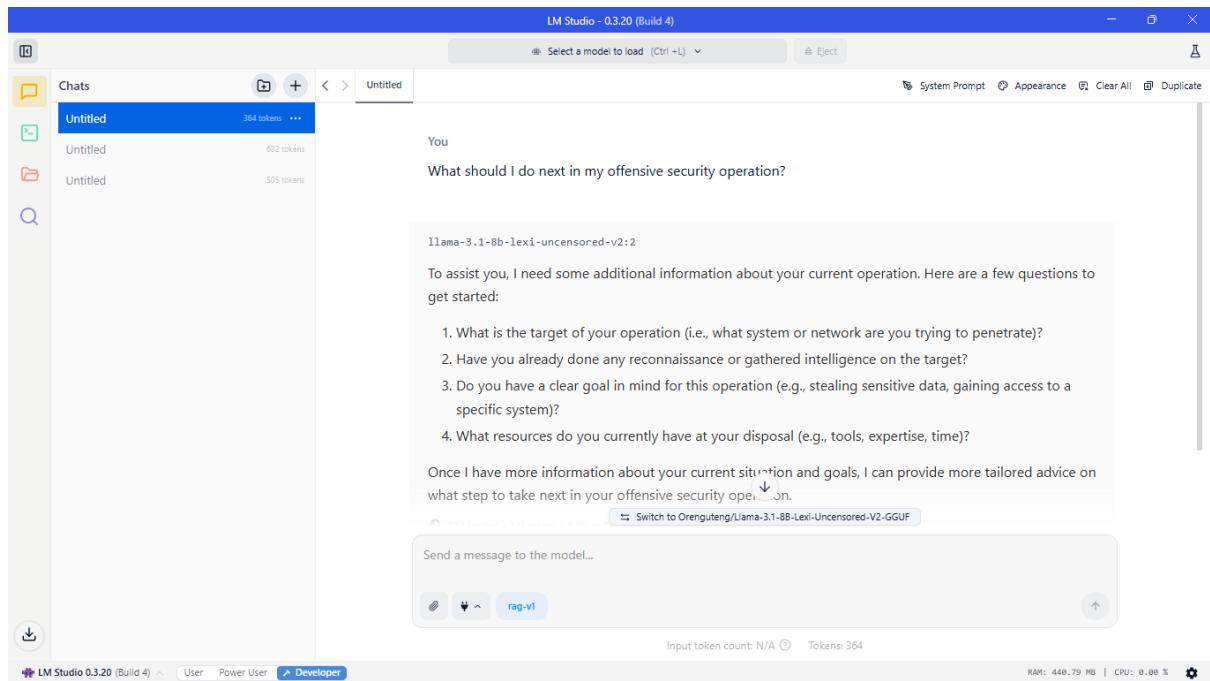 LM Studio - 0.3.20 (Build 4)
Select a model to load (Ctrl +L)
Eject
Chats
Untitled
System Prompt
Appearance
Clear All
Duplicate
Untitled 364 tokens
Untitled 602 tokens
Untitled 505 tokens
You
What should I do next in my offensive security operation?
llama-3.1-8b-lexi-uncensored-v2:2
To assist you, I need some additional information about your current operation. Here are a few questions to
get started:
1. What is the target of your operation (i.e., what system or network are you trying to penetrate)?
2. Have you already done any reconnaissance or gathered intelligence on the target?
3. Do you have a clear goal in mind for this operation (e.g., stealing sensitive data, gaining access to a
specific system)?
4. What resources do you currently have at your disposal (e.g., tools, expertise, time)?
Once I have more information about your current situation and goals, I can provide more tailored advice on
what step to take next in your offensive security operation.
Switch to Orenguteng/Llama-3.1-8B-Lexi-Uncensored-V2-GGUF
Send a message to the model...
rag-v1
Input token count: N/A
Tokens: 364
LM Studio 0.3.20 (Build 4)
User
Power User
Developer
RAM: 440.79 MB | CPU: 0.00 %